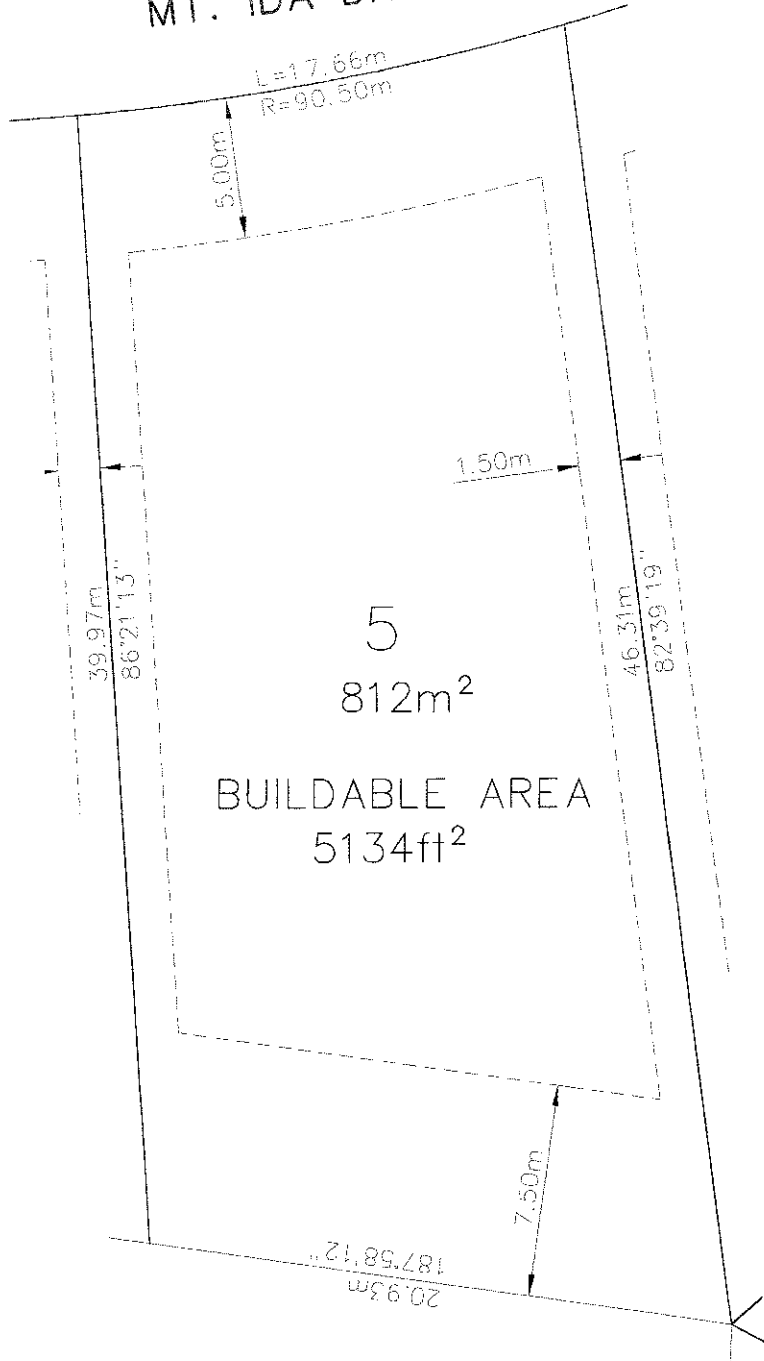 MT. IDA
L=17.66m
R=90.50m
5.00m
1.50m
39.97m
86°21'13"
46.31m
82°39'19"
5
812m²
BUILDABLE AREA
5134ft²
7.50m
187°58'12"
20.93m